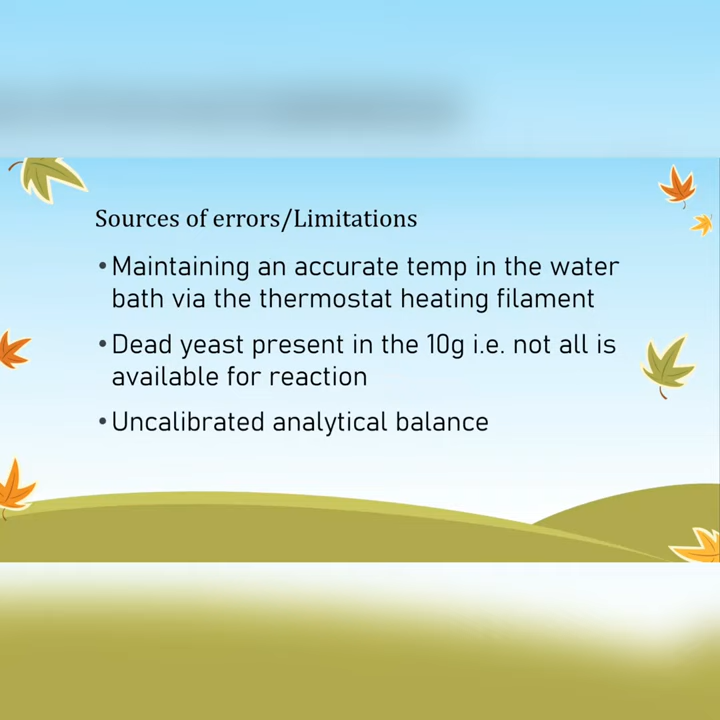 Sources of errors/Limitations
•Maintaining an accurate temp in the water
bath via the thermostat heating filament
•Dead yeast present in the 10g i.e. not all is
available for reaction
•Uncalibrated analytical balance